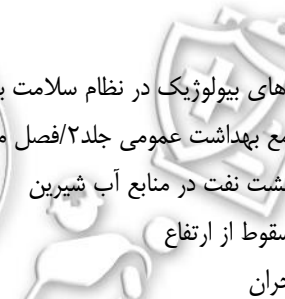 های بیولوژیک در نظام سلامت
مع بهداشت عمومی جلد۲/فصل
شت نفت در منابع آب شیرین
سقوط از ارتفاع